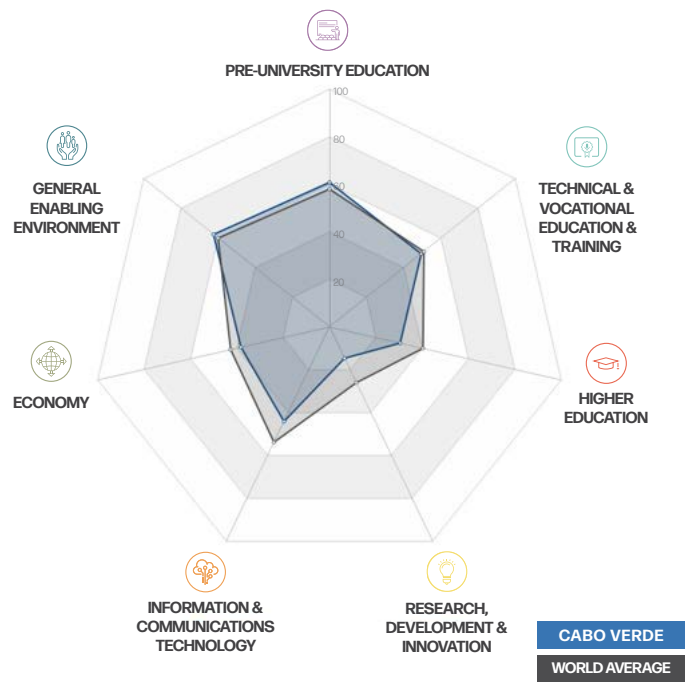 PRE-UNIVERSITY EDUCATION
100
80
60
40
20
GENERAL
ENABLING
ENVIRONMENT
TECHNICAL &
VOCATIONAL
EDUCATION &
TRAINING
ECONOMY
HIGHER
EDUCATION
INFORMATION &
COMMUNICATIONS
TECHNOLOGY
RESEARCH,
DEVELOPMENT &
INNOVATION
CABO VERDE
WORLD AVERAGE